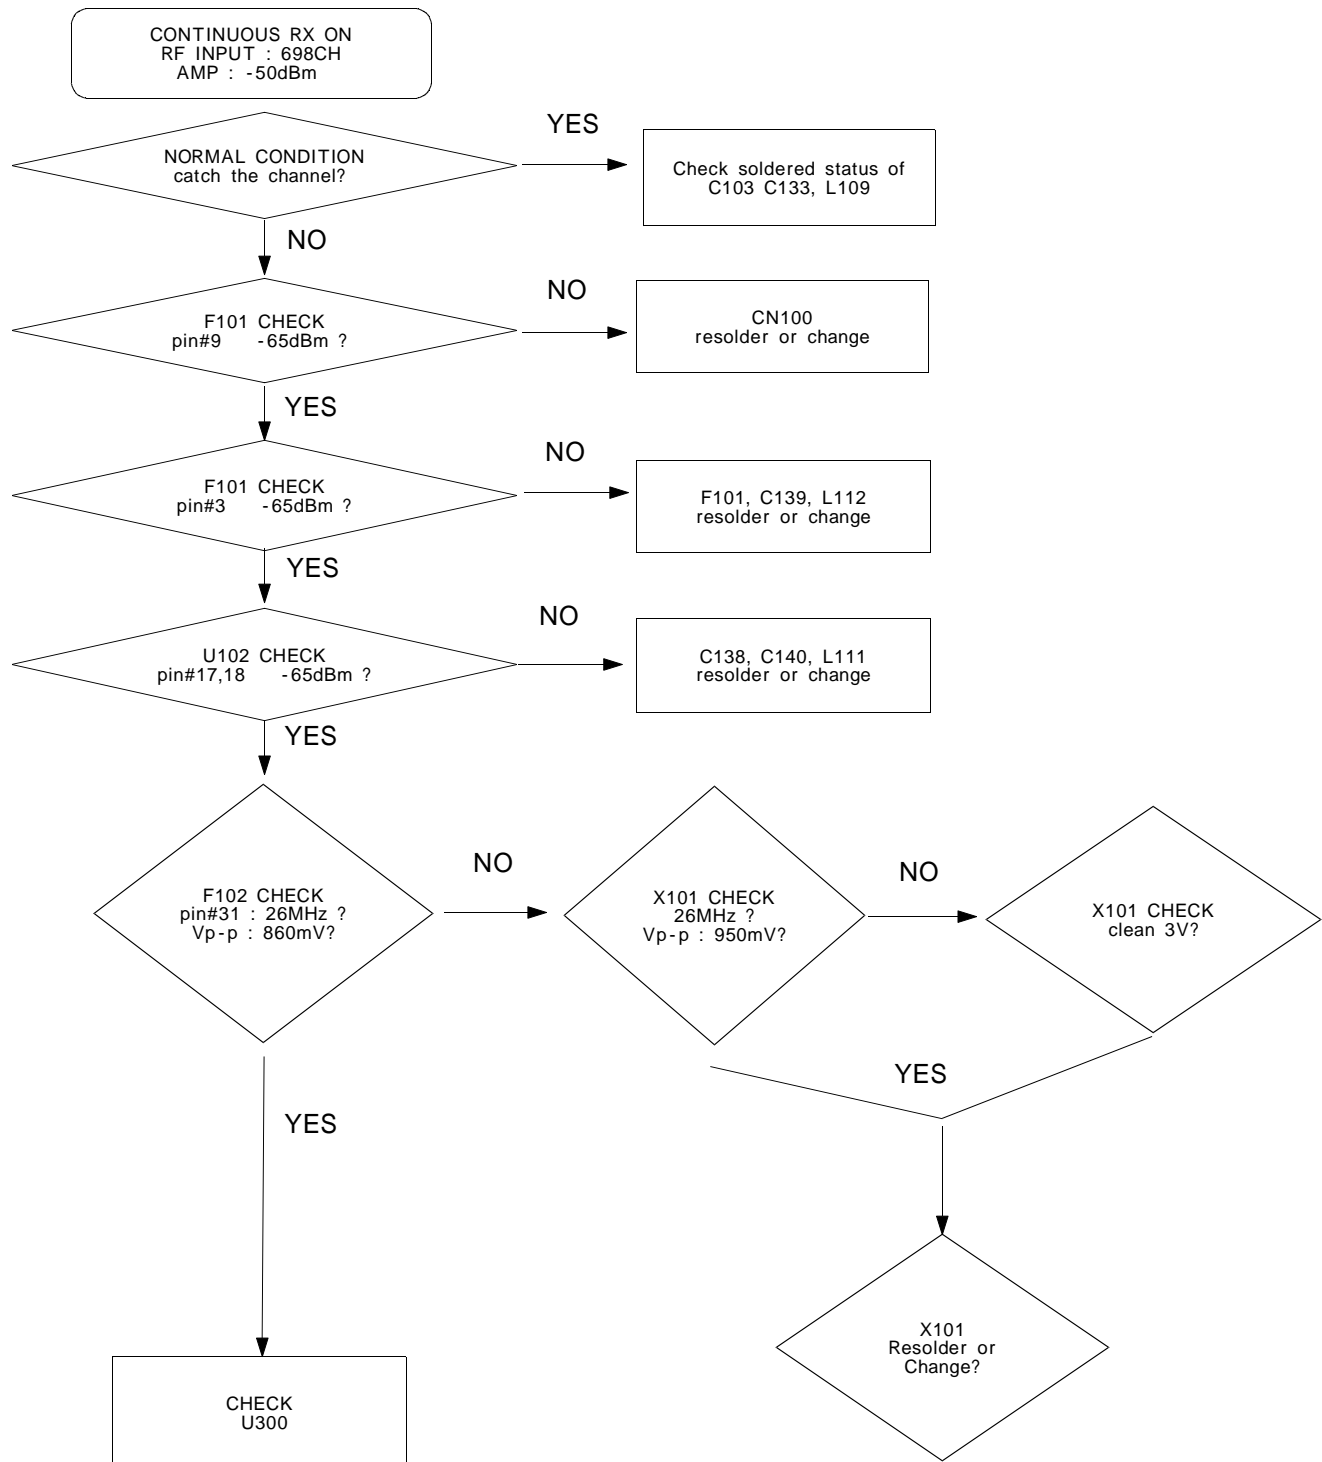 CONTINUOUS RX ON
RF INPUT : 698CH
AMP : -50dBm
YES
NORMAL CONDITION
catch the channel?
Check soldered status of
C103 C133, L109
NO
NO
F101 CHECK
pin#9 -65dBm ?
CN100
resolder or change
YES
NO
F101 CHECK
pin#3 -65dBm ?
F101, C139, L112
resolder or change
YES
NO
U102 CHECK
pin#17,18 -65dBm ?
C138, C140, L111
resolder or change
YES
F102 CHECK
pin#31 : 26MHz ?
Vp-p : 860mV?
NO
X101 CHECK
26MHz ?
Vp-p : 950mV?
NO
X101 CHECK
clean 3V?
YES
YES
X101
Resolder or
Change?
CHECK
U300